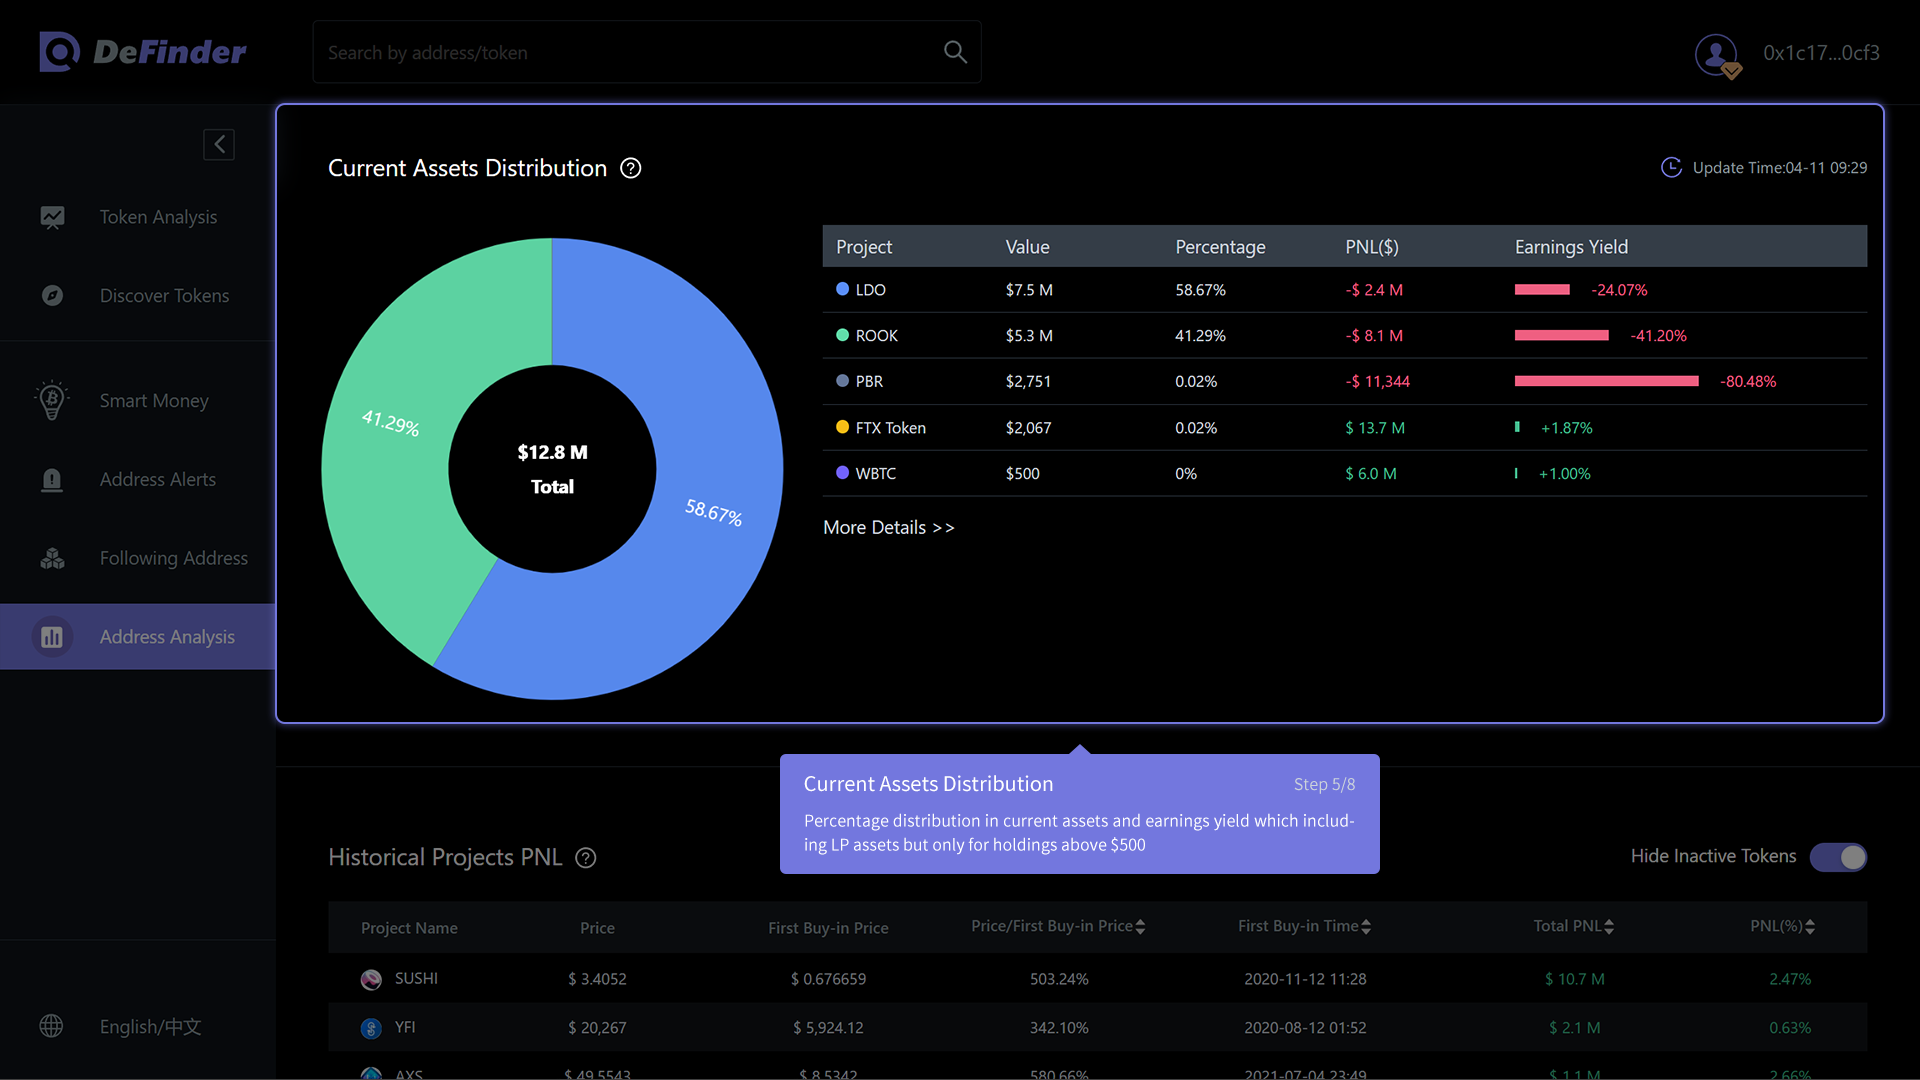 DeFinder
Search by address/token
0x1c17...0cf3
Token Analysis
Discover Tokens
Smart Money
Address Alerts
Following Address
Address Analysis
English/中文
Current Assets Distribution
Update Time:04-11 09:29
41.29%
58.67%
$12.8 M
Total
Project Value Percentage PNL($) Earnings Yield
LDO $7.5 M 58.67% -$ 2.4 M -24.07%
ROOK $5.3 M 41.29% -$ 8.1 M -41.20%
PBR $2,751 0.02% -$ 11,344 -80.48%
FTX Token $2,067 0.02% $ 13.7 M +1.87%
WBTC $500 0% $ 6.0 M +1.00%
More Details >>
Current Assets Distribution Step 5/8
Percentage distribution in current assets and earnings yield which includ-
ing LP assets but only for holdings above $500
Historical Projects PNL
Hide Inactive Tokens
Project Name Price First Buy-in Price Price/First Buy-in Price First Buy-in Time Total PNL PNL(%)
SUSHI $ 3.4052 $ 0.676659 503.24% 2020-11-12 11:28 $ 10.7 M 2.47%
YFI $ 20,267 $ 5,924.12 342.10% 2020-08-12 01:52 $ 2.1 M 0.63%
AXS $ 49.5543 $ 8.5342 580.66% 2021-07-04 23:49 $ 1.1 M 2.66%